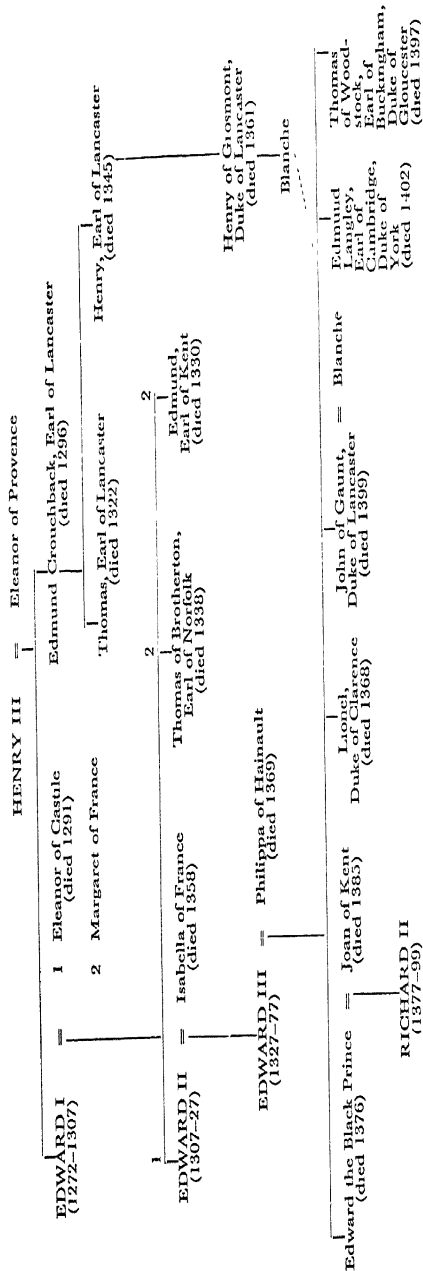 HENRY III = Eleanor of Provence
EDWARD I
(1272–1307)
=
1 Eleanor of Castile
(died 1291)
2 Margaret of France
Edmund Crouchback, Earl of Lancaster
(died 1296)
Thomas, Earl of Lancaster
(died 1322)
Henry, Earl of Lancaster
(died 1345)
1
EDWARD II
(1307–27)
= Isabella of France
(died 1358)
2
Thomas of Brotherton,
Earl of Norfolk
(died 1338)
2
Edmund,
Earl of Kent
(died 1330)
Henry of Grosmont,
Duke of Lancaster
(died 1361)
Blanche
EDWARD III
(1327–77)
= Philippa of Hainault
(died 1369)
Edward the Black Prince
(died 1376)
= Joan of Kent
(died 1385)
RICHARD II
(1377–99)
Lionel,
Duke of Clarence
(died 1368)
John of Gaunt,
Duke of Lancaster
(died 1399)
= Blanche
Edmund
Langley,
Earl of
Cambridge,
Duke of
York
(died 1402)
Thomas
of Wood-
stock,
Earl of
Buckingham,
Duke of
Gloucester
(died 1397)